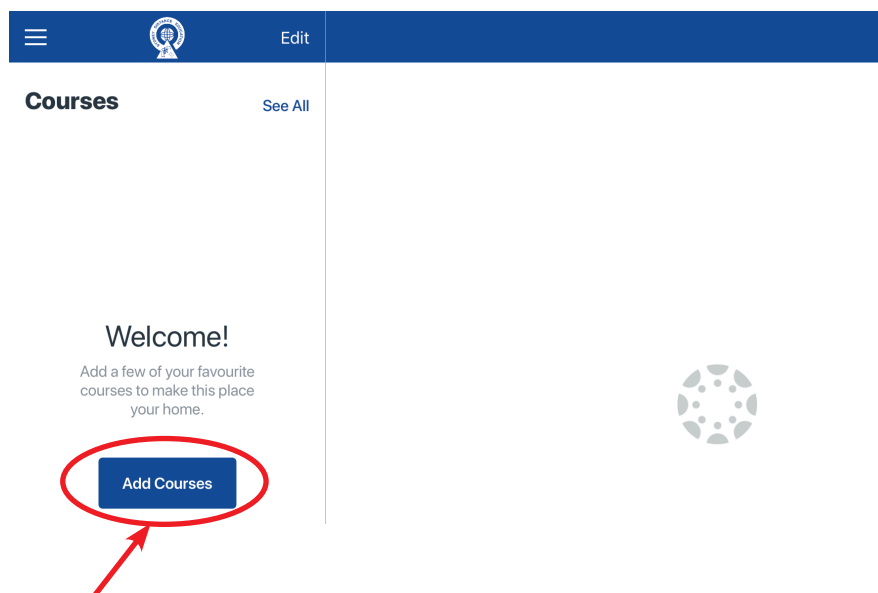 Edit
Courses
See All
Welcome!
Add a few of your favourite
courses to make this place
your home.
Add Courses